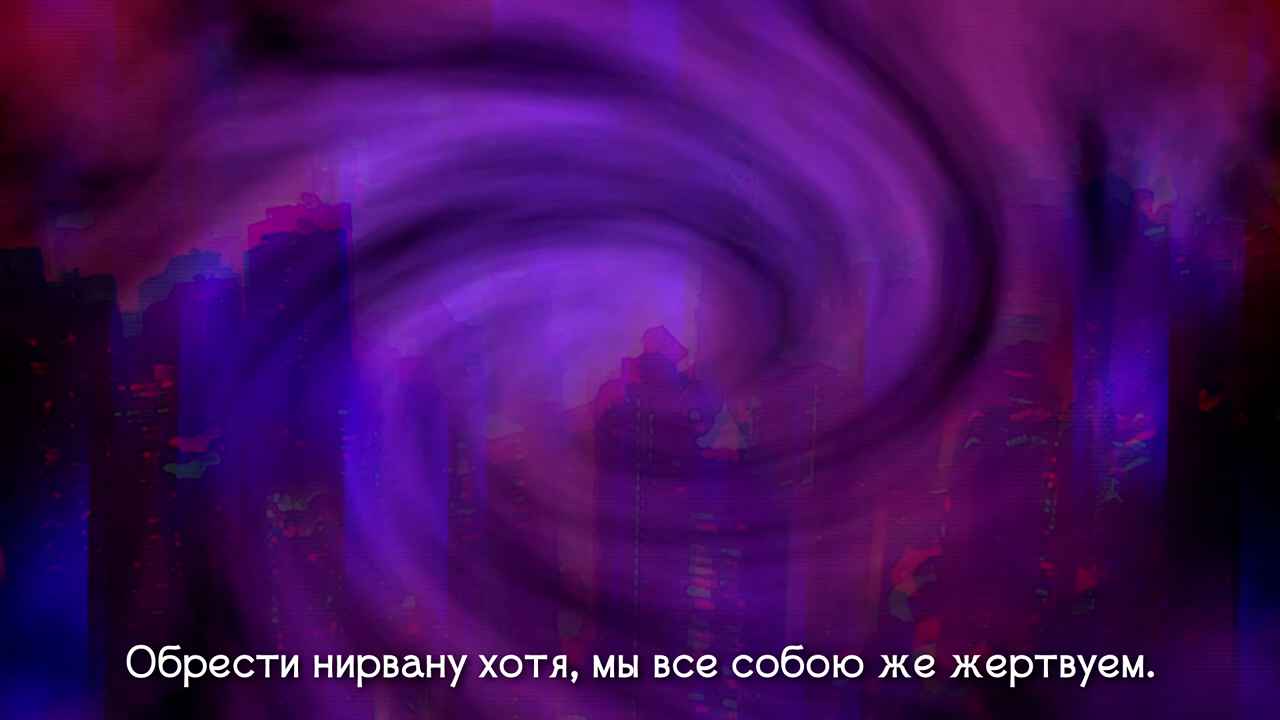 Обрести нирвану хотя, мы все собою же жертвуем.